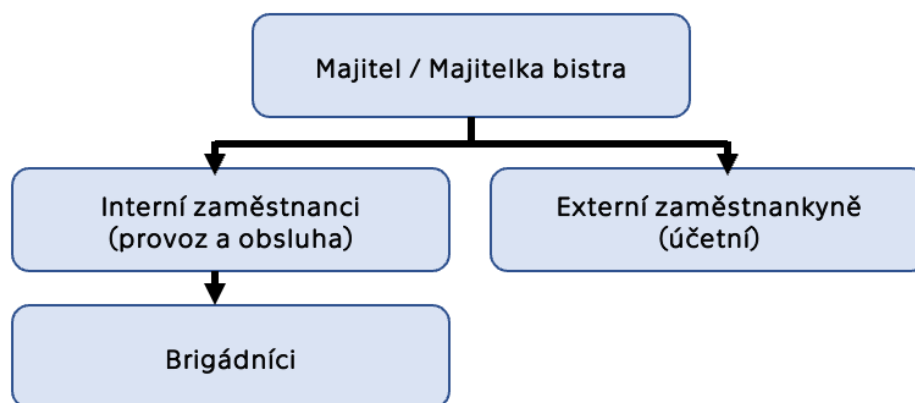 Majitel / Majitelka bistra
Interní zaměstnanci
(provoz a obsluha)
Externí zaměstnankyně
(účetní)
Brigádníci